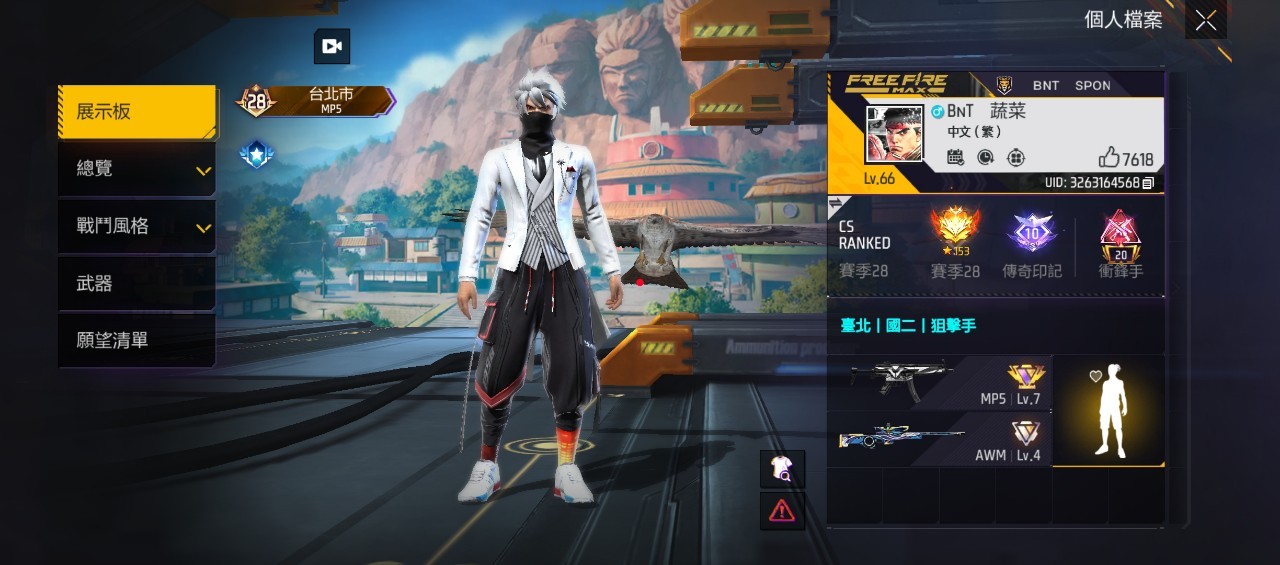 個人檔案
展示板
總覽
戰鬥風格
武器
願望清單
28
台北市
MP5
FREE FIRE
MAX
BNT SPON
BNT 蔬菜
中文(繁)
7618
Lv.66
UID: 3263164568
CS
RANKED
賽季28
★153
賽季28
10
傳奇印記
20
衝鋒手
臺北|國二|狙擊手
MP5 Lv.7
AWM Lv.4